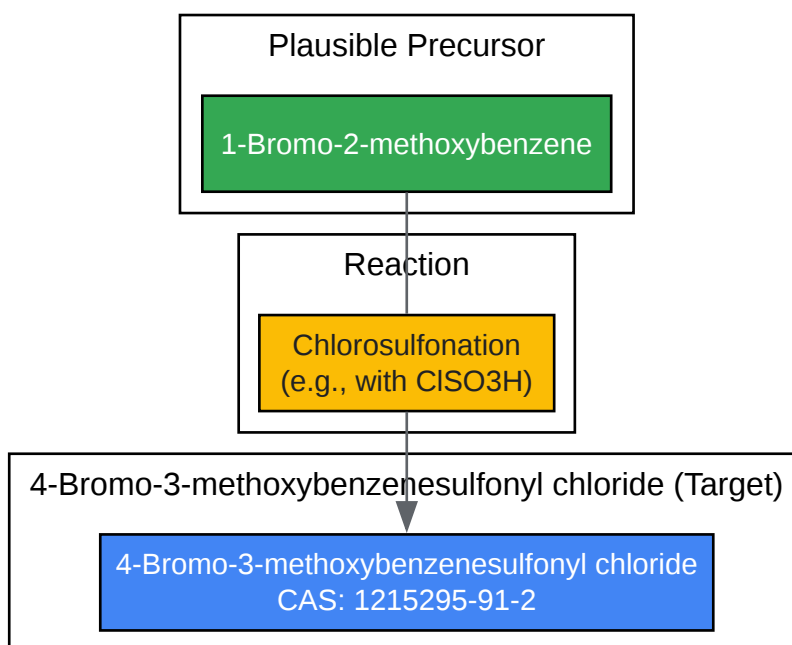 Plausible Precursor
1-Bromo-2-methoxybenzene
Reaction
Chlorosulfonation
(e.g., with ClSO3H)
4-Bromo-3-methoxybenzenesulfonyl chloride (Target)
4-Bromo-3-methoxybenzenesulfonyl chloride
CAS: 1215295-91-2